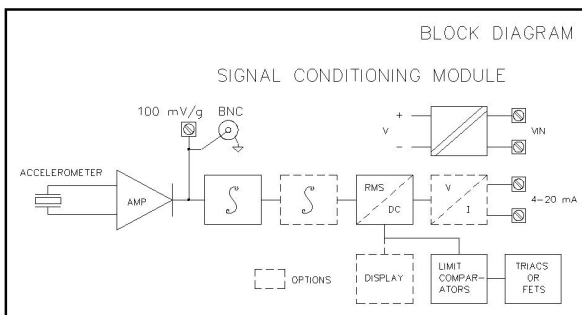 BLOCK DIAGRAM
SIGNAL CONDITIONING MODULE
100 mV/g
BNC
+
V
-
VIN
ACCELEROMETER
AMP
∫
∫
RMS
DC
V
I
4-20 mA
OPTIONS
DISPLAY
LIMIT
COMPAR-
ATORS
TRIACS
OR
FETS